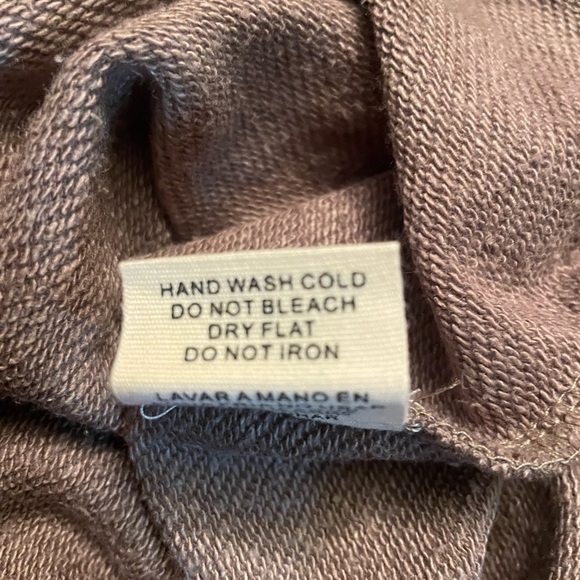 HAND WASH COLD
DO NOT BLEACH
DRY FLAT
DO NOT IRON
LAVAR A MANO EN